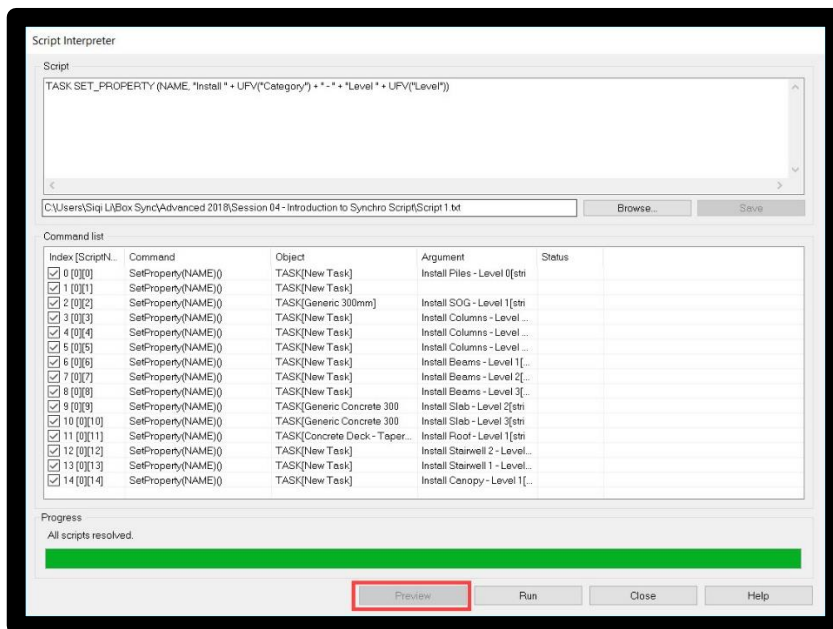 Script Interpreter
Script
TASK SET_PROPERTY (NAME, "Install " + UFV("Category") + " - " + "Level " + UFV("Level"))
C:\Users\Siqi Li\Box Sync\Advanced 2018\Session 04 - Introduction to Synchro Script\Script 1.txt Browse... Save
Command list
Index [ScriptN... Command Object Argument Status
0 [0][0] SetProperty(NAME)() TASK[New Task] Install Piles - Level 0[stri
1 [0][1] SetProperty(NAME)() TASK[New Task]
2 [0][2] SetProperty(NAME)() TASK[Generic 300mm] Install SOG - Level 1[stri
3 [0][3] SetProperty(NAME)() TASK[New Task] Install Columns - Level ...
4 [0][4] SetProperty(NAME)() TASK[New Task] Install Columns - Level ...
5 [0][5] SetProperty(NAME)() TASK[New Task] Install Columns - Level ...
6 [0][6] SetProperty(NAME)() TASK[New Task] Install Beams - Level 1[...
7 [0][7] SetProperty(NAME)() TASK[New Task] Install Beams - Level 2[...
8 [0][8] SetProperty(NAME)() TASK[New Task] Install Beams - Level 3[...
9 [0][9] SetProperty(NAME)() TASK[Generic Concrete 300 Install Slab - Level 2[stri
10 [0][10] SetProperty(NAME)() TASK[Generic Concrete 300 Install Slab - Level 3[stri
11 [0][11] SetProperty(NAME)() TASK[Concrete Deck - Taper... Install Roof - Level 1[stri
12 [0][12] SetProperty(NAME)() TASK[New Task] Install Stairwell 2 - Level...
13 [0][13] SetProperty(NAME)() TASK[New Task] Install Stairwell 1 - Level...
14 [0][14] SetProperty(NAME)() TASK[New Task] Install Canopy - Level 1[...
Progress
All scripts resolved.
Preview Run Close Help